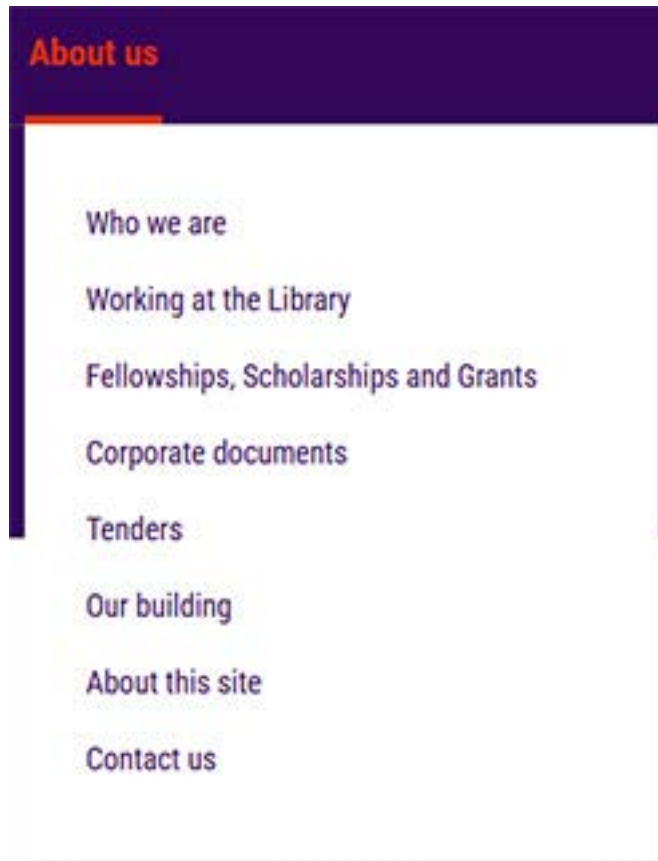 About us
Who we are
Working at the Library
Fellowships, Scholarships and Grants
Corporate documents
Tenders
Our building
About this site
Contact us